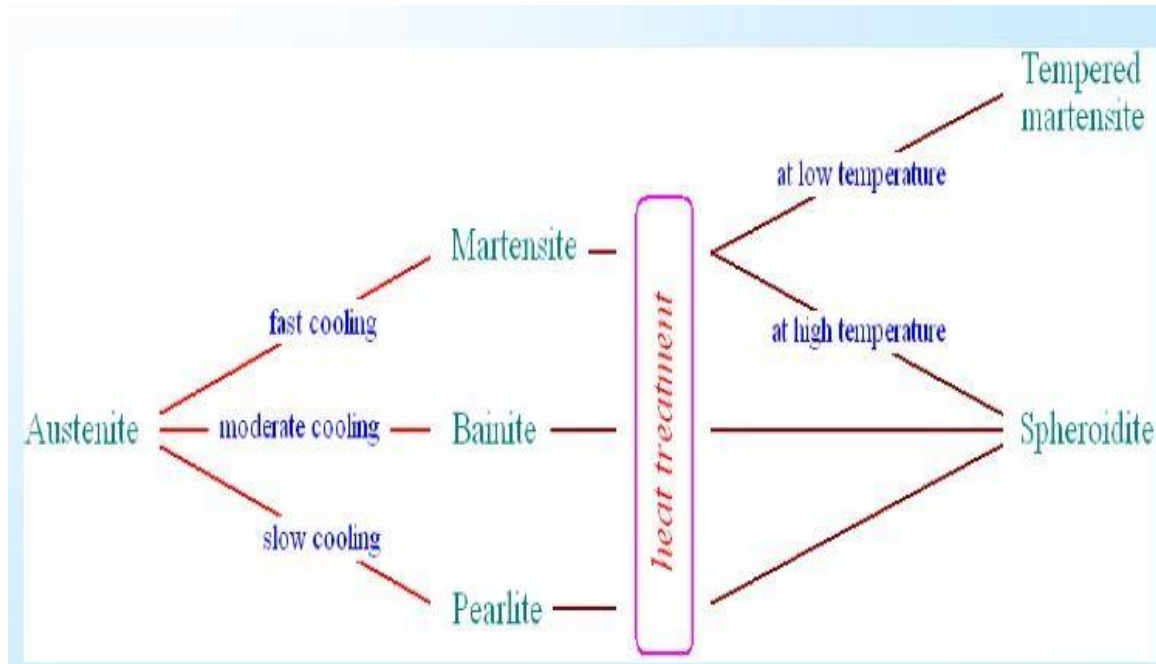 Tempered
martensite
at low temperature
Martensite
fast cooling
at high temperature
heat treatment
Austenite
moderate cooling
Bainite
Spheroidite
slow cooling
Pearlite